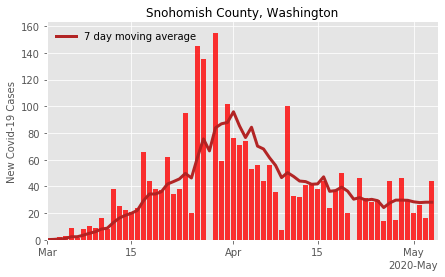 Snohomish County, Washington
7 day moving average
New Covid-19 Cases
160
140
120
100
80
60
40
20
0
Mar
15
Apr
15
May
2020-May